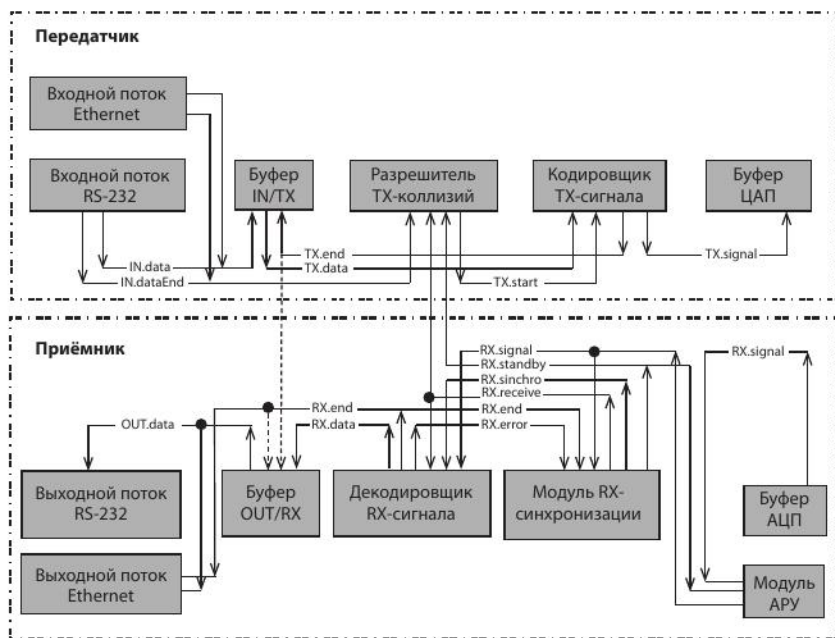 Передатчик
Входной поток
Ethernet
Входной поток
RS-232
Буфер
IN/TX
Разрешитель
TX-коллизий
Кодировщик
TX-сигнала
Буфер
ЦАП
IN.data
IN.dataEnd
TX.end
TX.data
TX.start
TX.signal
Приёмник
RX.signal
RX.standby
RX.sinchro
RX.receive
RX.end
RX.end
RX.data
RX.error
RX.signal
OUT.data
Выходной поток
RS-232
Буфер
OUT/RX
Декодировщик
RX-сигнала
Модуль RX-
синхронизации
Буфер
АЦП
Выходной поток
Ethernet
Модуль
АРУ